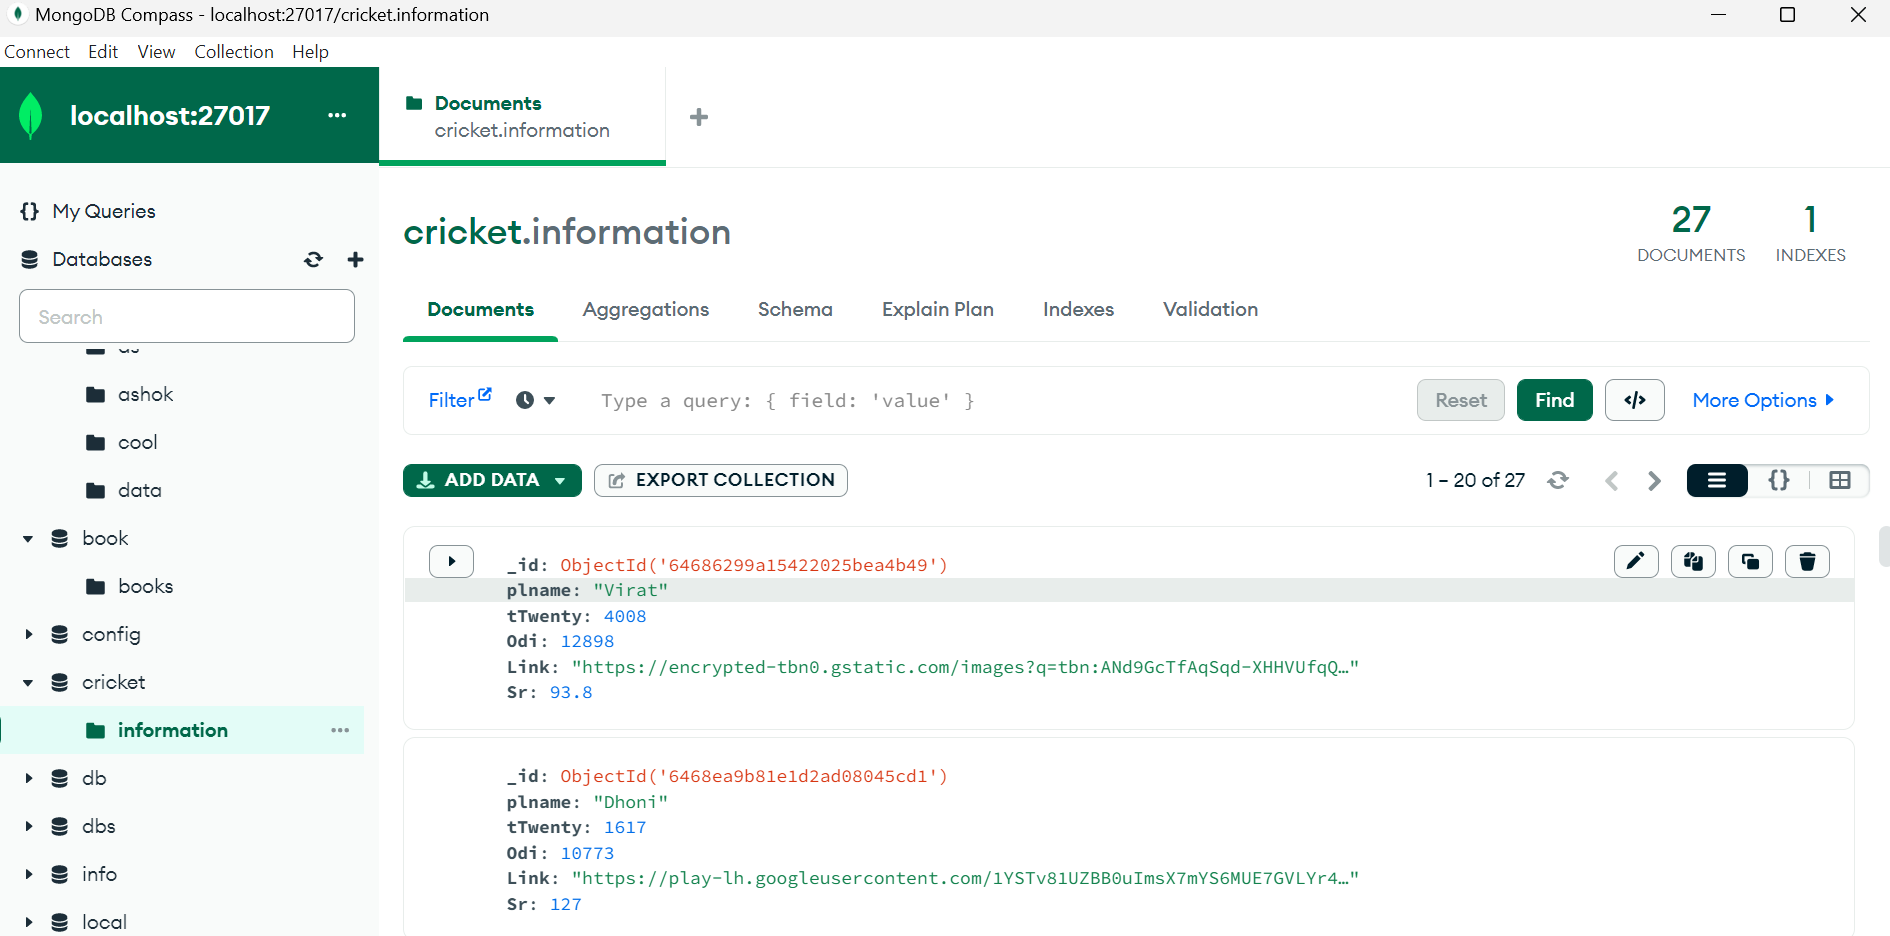 MongoDB Compass - localhost:27017/cricket.information
Connect Edit View Collection Help
localhost:27017
Documents
cricket.information
My Queries
Databases
Search
ashok
cool
data
book
books
config
cricket
information
db
dbs
info
local
cricket.information
27
DOCUMENTS
1
INDEXES
Documents Aggregations Schema Explain Plan Indexes Validation
Filter Type a query: { field: 'value' } Reset Find </> More Options
ADD DATA EXPORT COLLECTION 1 – 20 of 27 {}
_id: ObjectId('64686299a15422025bea4b49')
plname: "Virat"
tTwenty: 4008
Odi: 12898
Link: "https://encrypted-tbn0.gstatic.com/images?q=tbn:ANd9GcTfAqSqd-XHHVUfqQ…"
Sr: 93.8
_id: ObjectId('6468ea9b81e1d2ad08045cd1')
plname: "Dhoni"
tTwenty: 1617
Odi: 10773
Link: "https://play-lh.googleusercontent.com/1YSTv81UZBB0uImsX7mYS6MUE7GVLYr4…"
Sr: 127